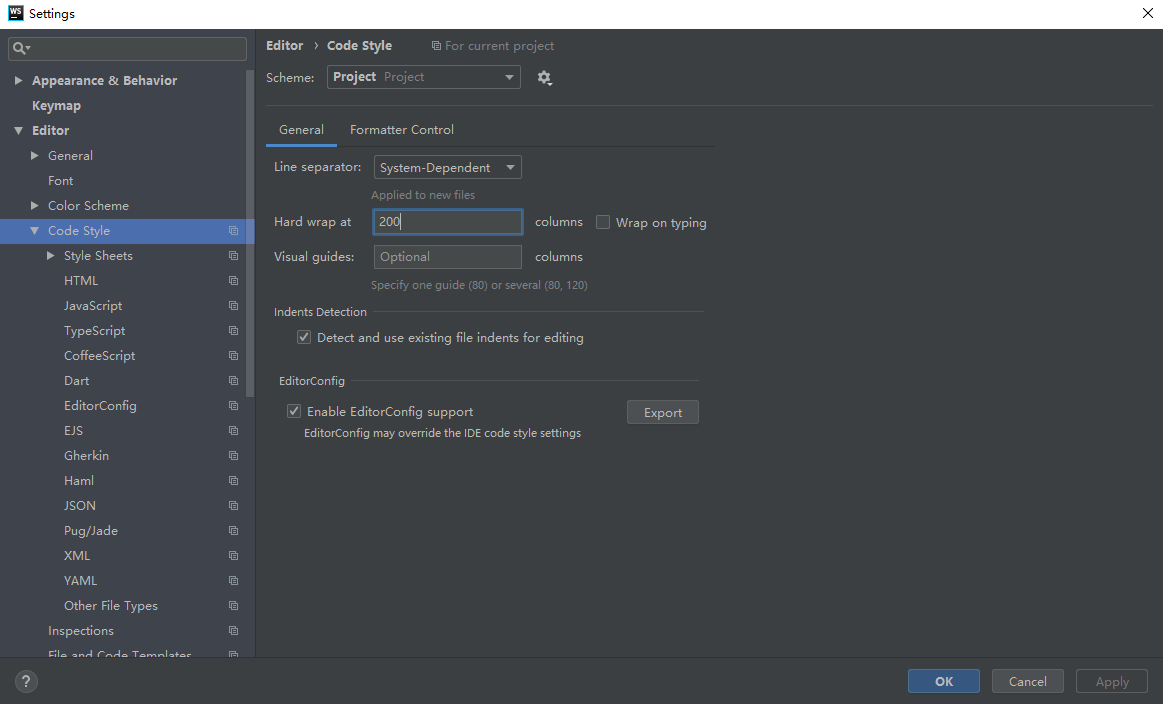 WS Settings
Appearance & Behavior
Keymap
Editor
General
Font
Color Scheme
Code Style
Style Sheets
HTML
JavaScript
TypeScript
CoffeeScript
Dart
EditorConfig
EJS
Gherkin
Haml
JSON
Pug/Jade
XML
YAML
Other File Types
Inspections
File and Code Templates
Editor › Code Style For current project
Scheme: Project Project
General Formatter Control
Line separator: System-Dependent
Applied to new files
Hard wrap at 200 columns Wrap on typing
Visual guides: Optional columns
Specify one guide (80) or several (80, 120)
Indents Detection
Detect and use existing file indents for editing
EditorConfig
Enable EditorConfig support Export
EditorConfig may override the IDE code style settings
? OK Cancel Apply